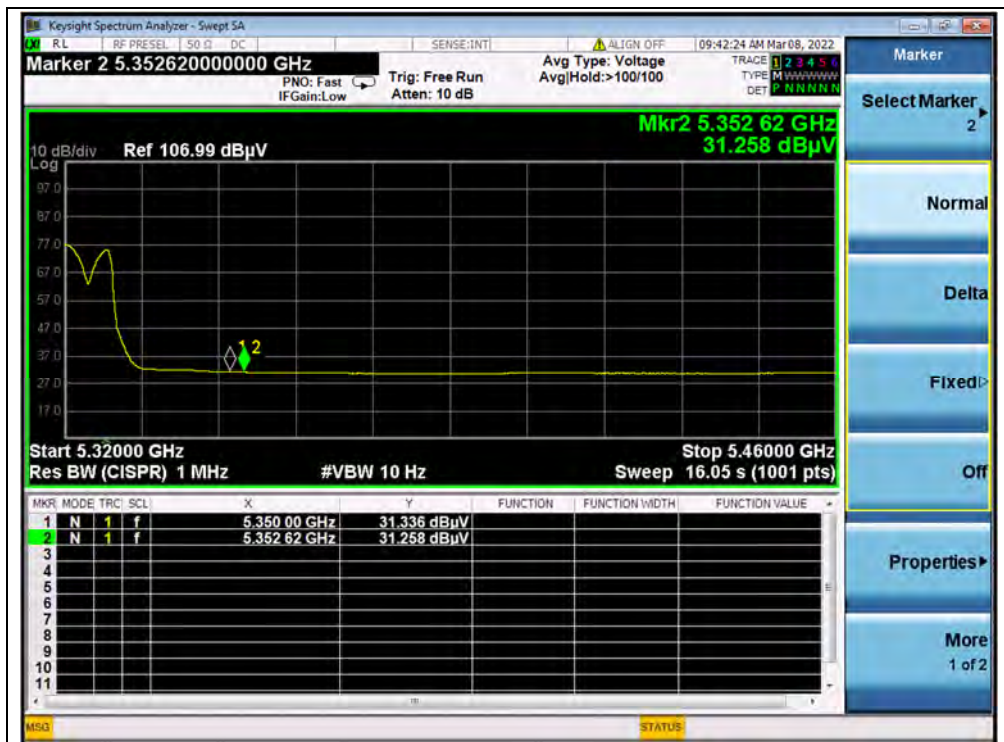 Keysight Spectrum Analyzer - Swept SA
LXI RL RF PRESEL 50 Ω DC SENSE:INT ALIGN OFF 09:42:24 AM Mar 08, 2022
Marker 2 5.352620000000 GHz
PNO: Fast
IFGain:Low
Trig: Free Run
Atten: 10 dB
Avg Type: Voltage
Avg|Hold:>100/100
TRACE 1 2 3 4 5 6
TYPE M WWWWW
DET P N N N N N
Mkr2 5.352 62 GHz
31.258 dBµV
10 dB/div Ref 106.99 dBµV
Log
97.0
87.0
77.0
67.0
57.0
47.0
37.0
27.0
17.0
1 2
Start 5.32000 GHz Stop 5.46000 GHz
Res BW (CISPR) 1 MHz #VBW 10 Hz Sweep 16.05 s (1001 pts)
MKR MODE TRC SCL X Y FUNCTION FUNCTION WIDTH FUNCTION VALUE
1 N 1 f 5.350 00 GHz 31.336 dBµV
2 N 1 f 5.352 62 GHz 31.258 dBµV
3
4
5
6
7
8
9
10
11
MSG STATUS
Marker
Select Marker
2
Normal
Delta
Fixed
Off
Properties
More
1 of 2